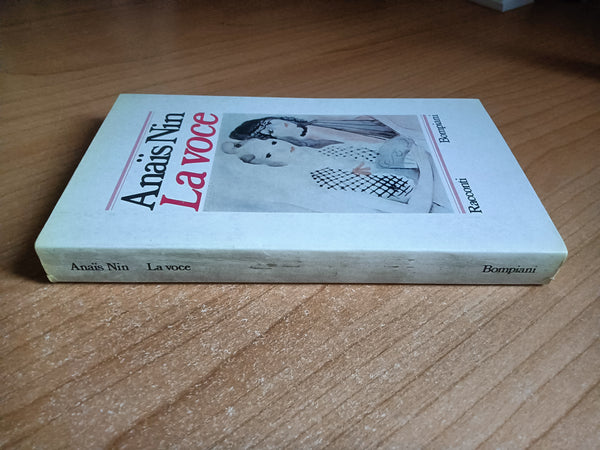 Anaïs Nin
La voce
Racconti
Bompiani
Anaïs Nin La voce Bompiani